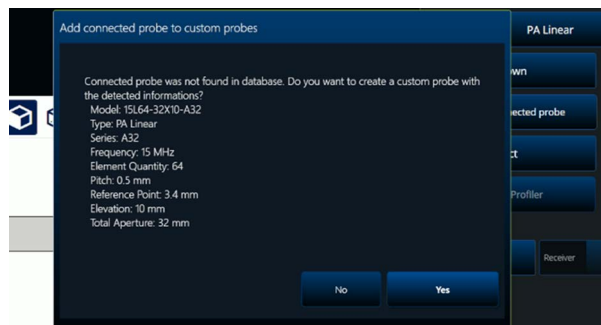 Add connected probe to custom probes
PA Linear
Connected probe was not found in database. Do you want to create a custom probe with
the detected informations?
Model: 15L64-32X10-A32
Type: PA Linear
Series: A32
Frequency: 15 MHz
Element Quantity: 64
Pitch: 0.5 mm
Reference Point: 3.4 mm
Elevation: 10 mm
Total Aperture: 32 mm
No
Yes
wn
ected probe
ct
Profiler
Receiver